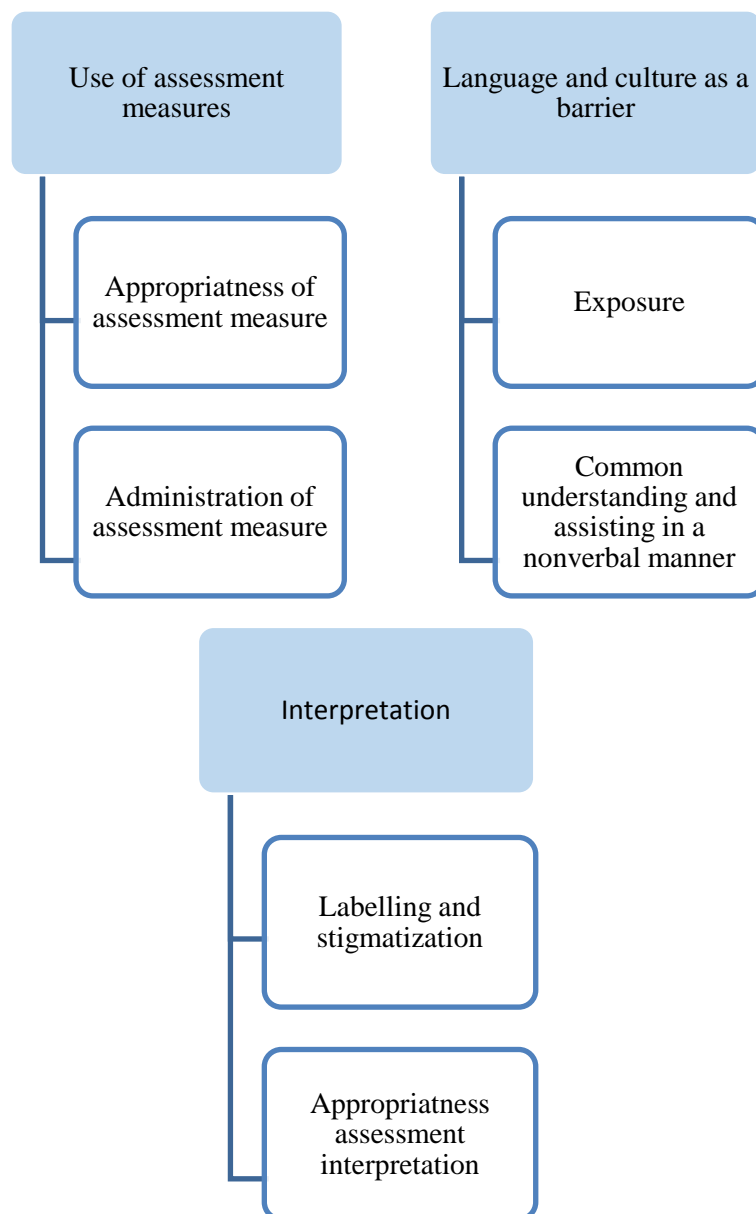 Use of assessment
measures
Appropriatness of
assessment measure
Administration of
assessment measure
Language and culture as a
barrier
Exposure
Common
understanding and
assisting in a
nonverbal manner
Interpretation
Labelling and
stigmatization
Appropriatness
assessment
interpretation